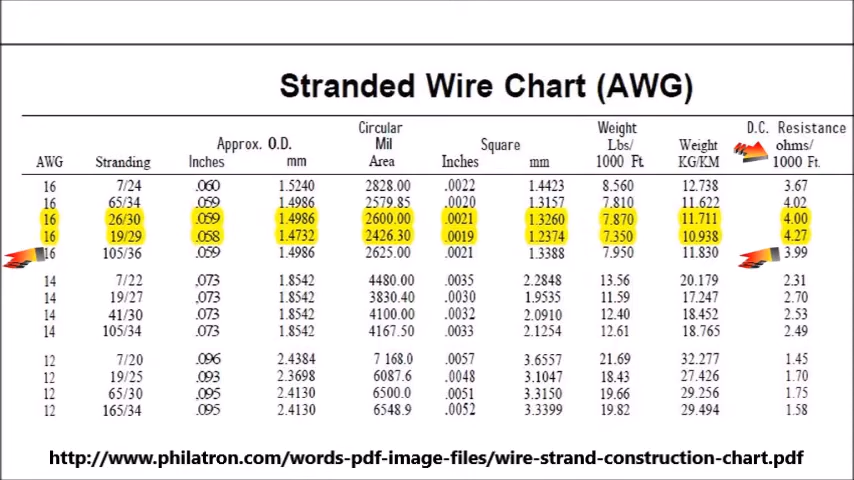 Stranded Wire Chart (AWG)
AWG Stranding Approx. O.D. Inches mm Circular Mil Area Square Inches mm Weight Lbs/ 1000 Ft Weight KG/KM D.C. Resistance ohms/ 1000 Ft.
16 7/24 .060 1.5240 2828.00 .0022 1.4423 8.560 12.738 3.67
16 65/34 .059 1.4986 2579.85 .0020 1.3157 7.810 11.622 4.02
16 26/30 .059 1.4986 2600.00 .0021 1.3260 7.870 11.711 4.00
16 19/29 .058 1.4732 2426.30 .0019 1.2374 7.350 10.938 4.27
16 105/36 .059 1.4986 2625.00 .0021 1.3388 7.950 11.830 3.99
14 7/22 .073 1.8542 4480.00 .0035 2.2848 13.56 20.179 2.31
14 19/27 .073 1.8542 3830.40 .0030 1.9535 11.59 17.247 2.70
14 41/30 .073 1.8542 4100.00 .0032 2.0910 12.40 18.452 2.53
14 105/34 .073 1.8542 4167.50 .0033 2.1254 12.61 18.765 2.49
12 7/20 .096 2.4384 7 168.0 .0057 3.6557 21.69 32.277 1.45
12 19/25 .093 2.3698 6087.6 .0048 3.1047 18.43 27.426 1.70
12 65/30 .095 2.4130 6500.0 .0051 3.3150 19.66 29.256 1.75
12 165/34 .095 2.4130 6548.9 .0052 3.3399 19.82 29.494 1.58
http://www.philatron.com/words-pdf-image-files/wire-strand-construction-chart.pdf